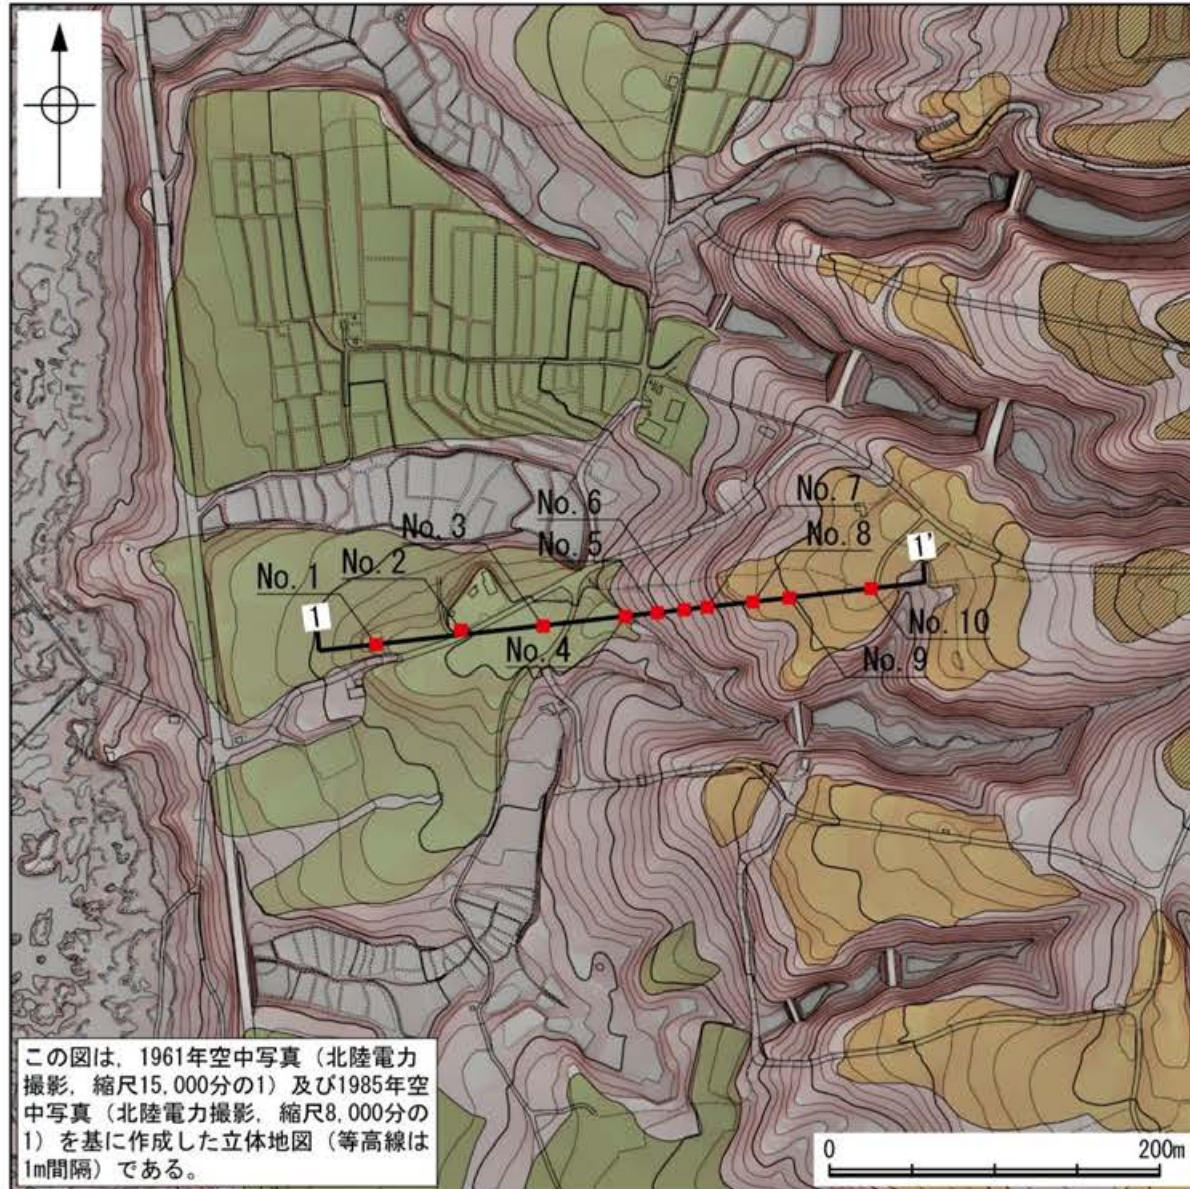 No. 6
No. 7
No. 3
No. 5
No. 8
No. 2
No. 1
1'
1
No. 10
No. 4
No. 9
この図は，1961年空中写真（北陸電力
撮影，縮尺15,000分の1）及び1985年空
中写真（北陸電力撮影，縮尺8,000分の
1）を基に作成した立体地図（等高線は
1m間隔）である。
0 200m